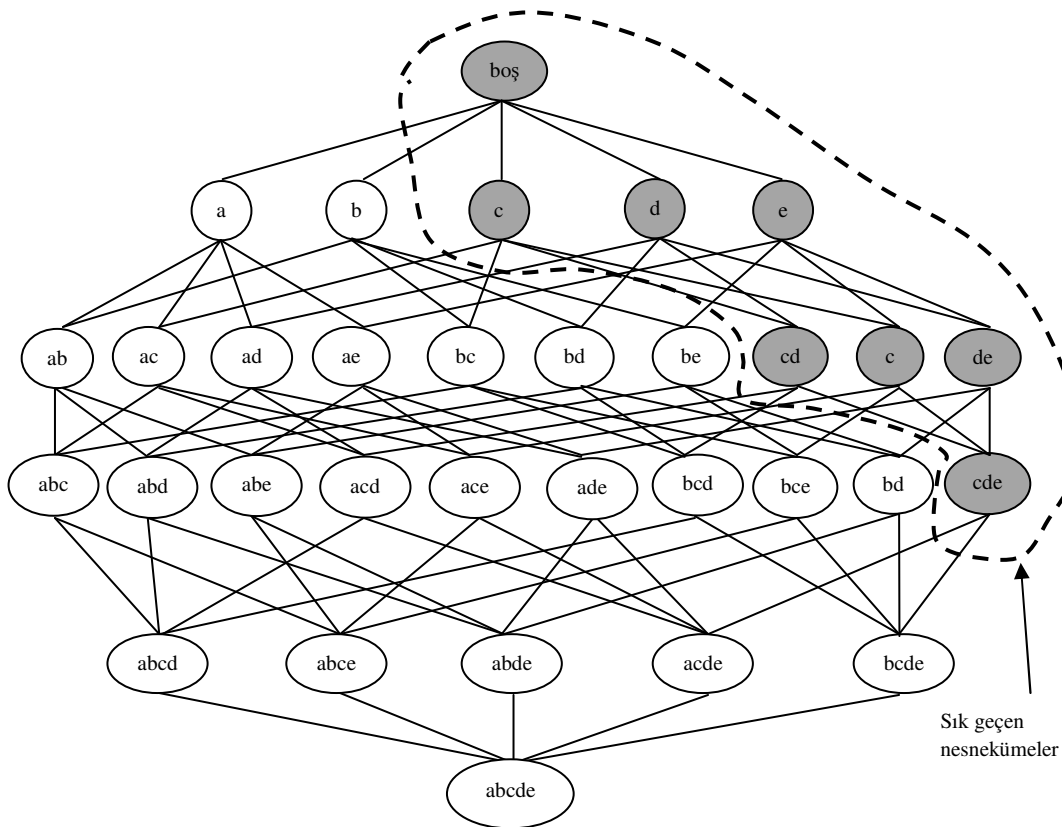 boş
a b c d e
ab ac ad ae bc bd be cd c de
abc abd abe acd ace ade bcd bce bd cde
abcd abce abde acde bcde
Sık geçen
nesnekümeler
abcde